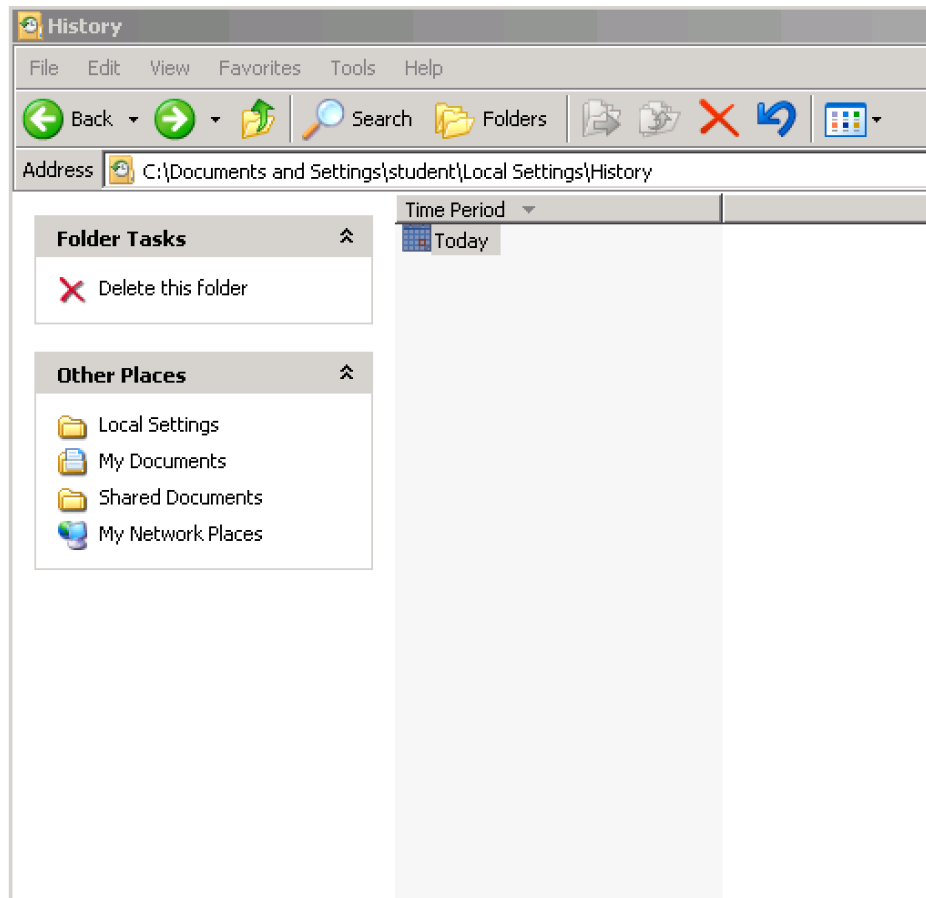 History
File Edit View Favorites Tools Help
Back Search Folders
Address C:\Documents and Settings\student\Local Settings\History
Time Period
Today
Folder Tasks
Delete this folder
Other Places
Local Settings
My Documents
Shared Documents
My Network Places